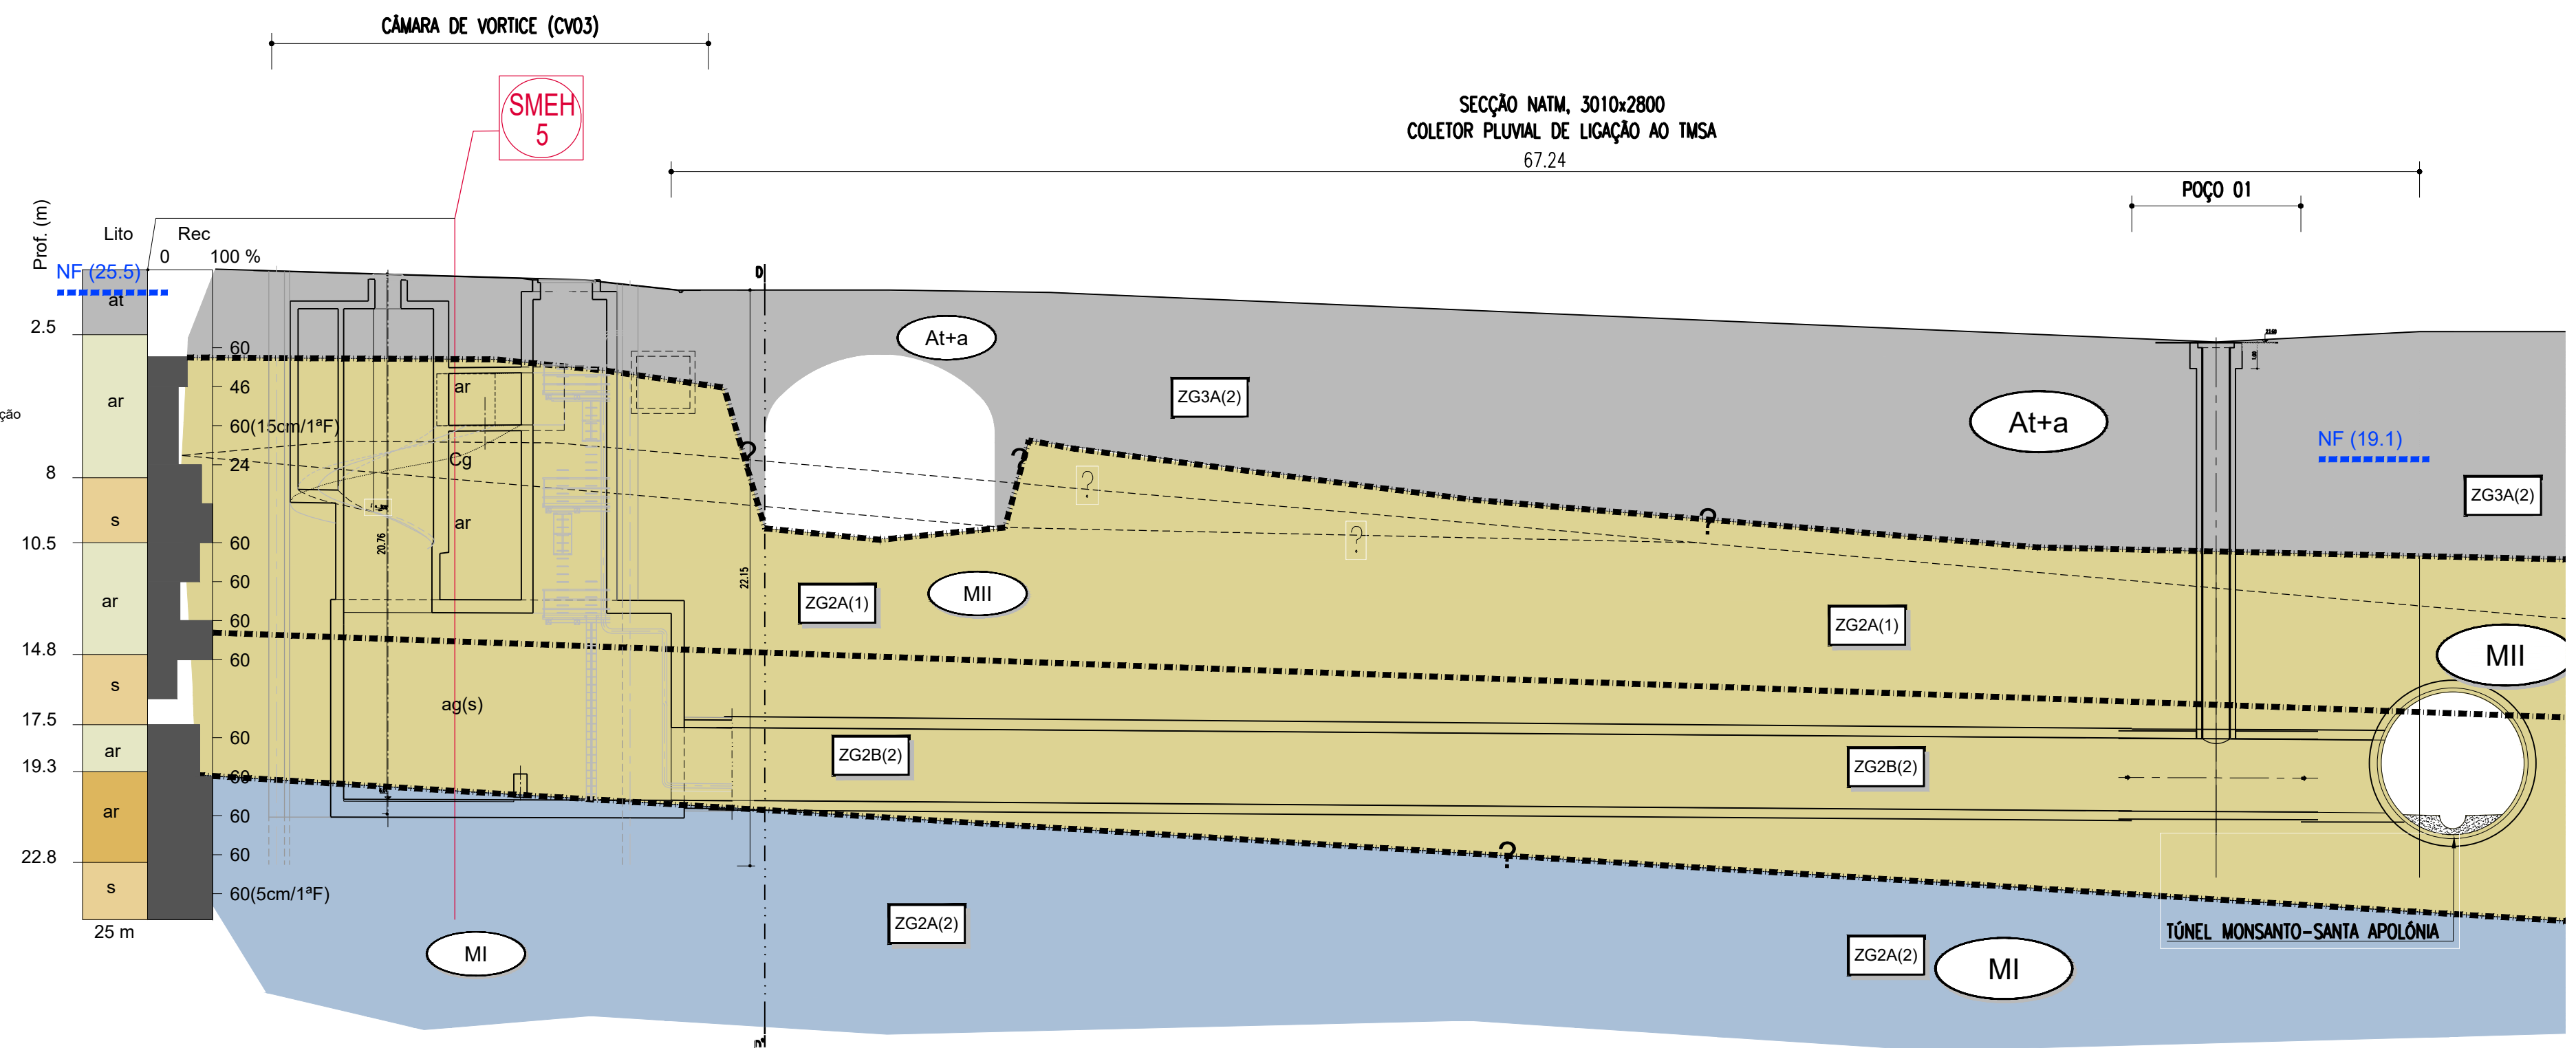 CÂMARA DE VORTICE (CV03)
SMEH
5
SECÇÃO NATM, 3010x2800
COLETOR PLUVIAL DE LIGAÇÃO AO TMSA
67.24
POÇO 01
Prof. (m)
Lito
Rec
0
100 %
NF (25.5)
at
D
2.5
60
At+a
46
ar
ar
ZG3A(2)
At+a
ção
60(15cm/1ªF)
NF (19.1)
?
?
Cg
24
8
?
ZG3A(2)
s
ar
?
?
20.76
10.5
60
22.15
60
MII
ar
ZG2A(1)
60
ZG2A(1)
14.8
60
MII
s
ag(s)
17.5
60
ar
ZG2B(2)
ZG2B(2)
19.3
60
ar
60
22.8
60
?
s
60(5cm/1ªF)
ZG2A(2)
25 m
TÚNEL MONSANTO-SANTA APOLÓNIA
MI
ZG2A(2)
MI